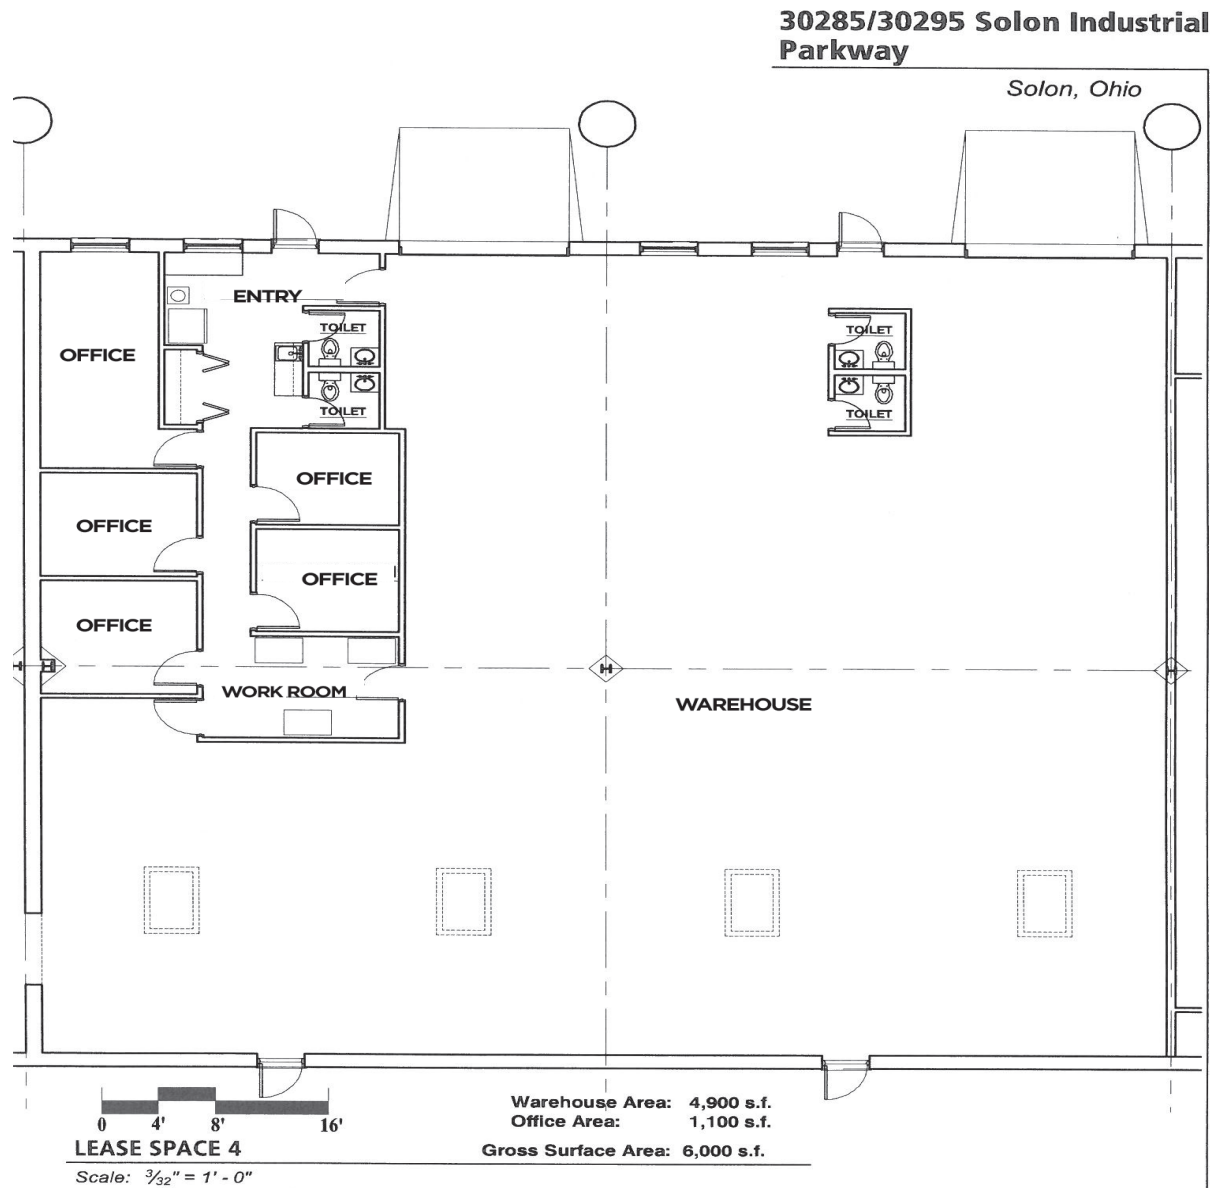 30285/30295 Solon Industrial
Parkway
Solon, Ohio
ENTRY
TOILET
TOILET
OFFICE
TOILET
TOILET
OFFICE
OFFICE
OFFICE
OFFICE
WORK ROOM
WAREHOUSE
0 4' 8' 16'
LEASE SPACE 4
Scale: 3/32" = 1' - 0"
Warehouse Area: 4,900 s.f.
Office Area: 1,100 s.f.
Gross Surface Area: 6,000 s.f.